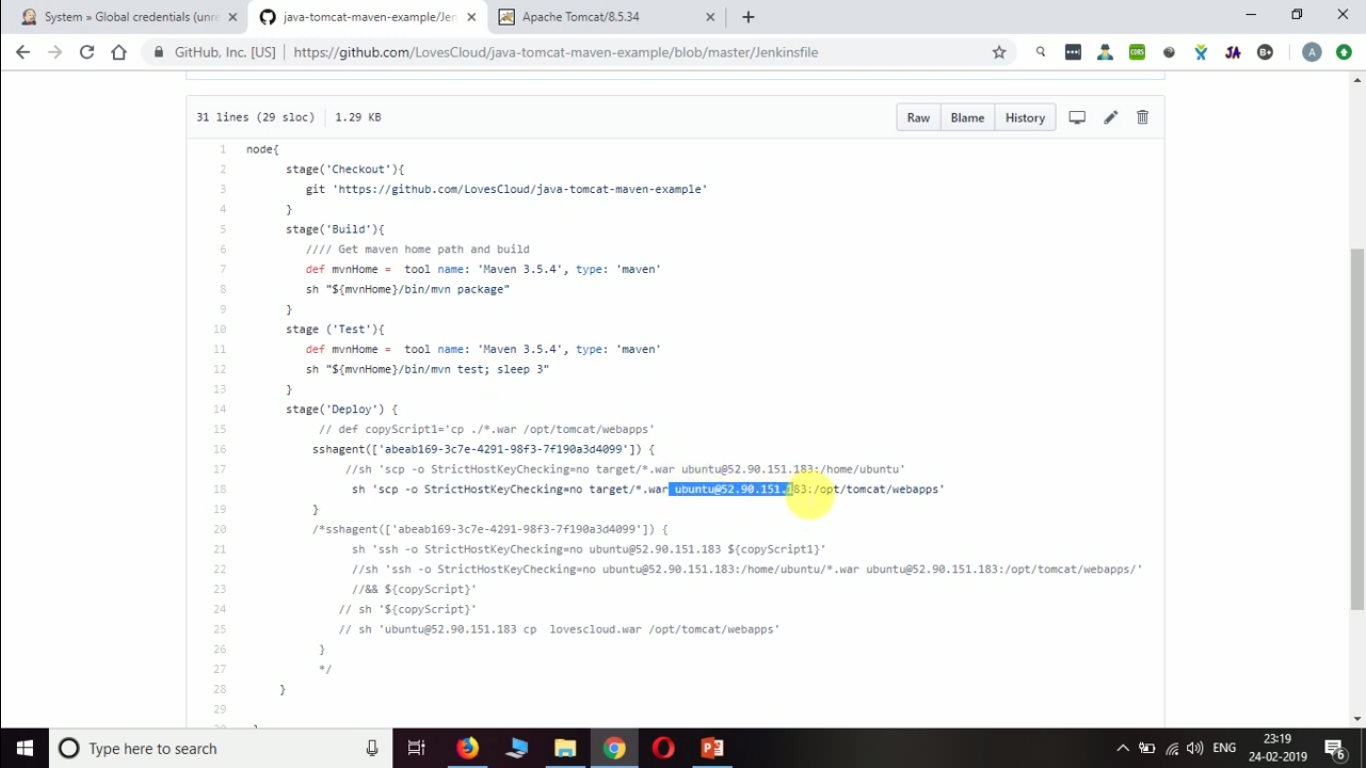 System » Global credentials (unre
java-tomcat-maven-example/Jen
Apache Tomcat/8.5.34
GitHub, Inc. [US] | https://github.com/LovesCloud/java-tomcat-maven-example/blob/master/Jenkinsfile
31 lines (29 sloc) 1.29 KB
Raw Blame History
1 node{
2 stage('Checkout'){
3 git 'https://github.com/LovesCloud/java-tomcat-maven-example'
4 }
5 stage('Build'){
6 //// Get maven home path and build
7 def mvnHome = tool name: 'Maven 3.5.4', type: 'maven'
8 sh "${mvnHome}/bin/mvn package"
9 }
10 stage ('Test'){
11 def mvnHome = tool name: 'Maven 3.5.4', type: 'maven'
12 sh "${mvnHome}/bin/mvn test; sleep 3"
13 }
14 stage('Deploy') {
15 // def copyScript1='cp ./*.war /opt/tomcat/webapps'
16 sshagent(['abeab169-3c7e-4291-98f3-7f190a3d4099']) {
17 //sh 'scp -o StrictHostKeyChecking=no target/*.war ubuntu@52.90.151.183:/home/ubuntu'
18 sh 'scp -o StrictHostKeyChecking=no target/*.war ubuntu@52.90.151.183:/opt/tomcat/webapps'
19 }
20 /*sshagent(['abeab169-3c7e-4291-98f3-7f190a3d4099']) {
21 sh 'ssh -o StrictHostKeyChecking=no ubuntu@52.90.151.183 ${copyScript1}'
22 //sh 'ssh -o StrictHostKeyChecking=no ubuntu@52.90.151.183:/home/ubuntu/*.war ubuntu@52.90.151.183:/opt/tomcat/webapps/'
23 //&& ${copyScript}'
24 // sh '${copyScript}'
25 // sh 'ubuntu@52.90.151.183 cp lovescloud.war /opt/tomcat/webapps'
26 }
27 */
28 }
29
Type here to search
ENG
23:19
24-02-2019
6